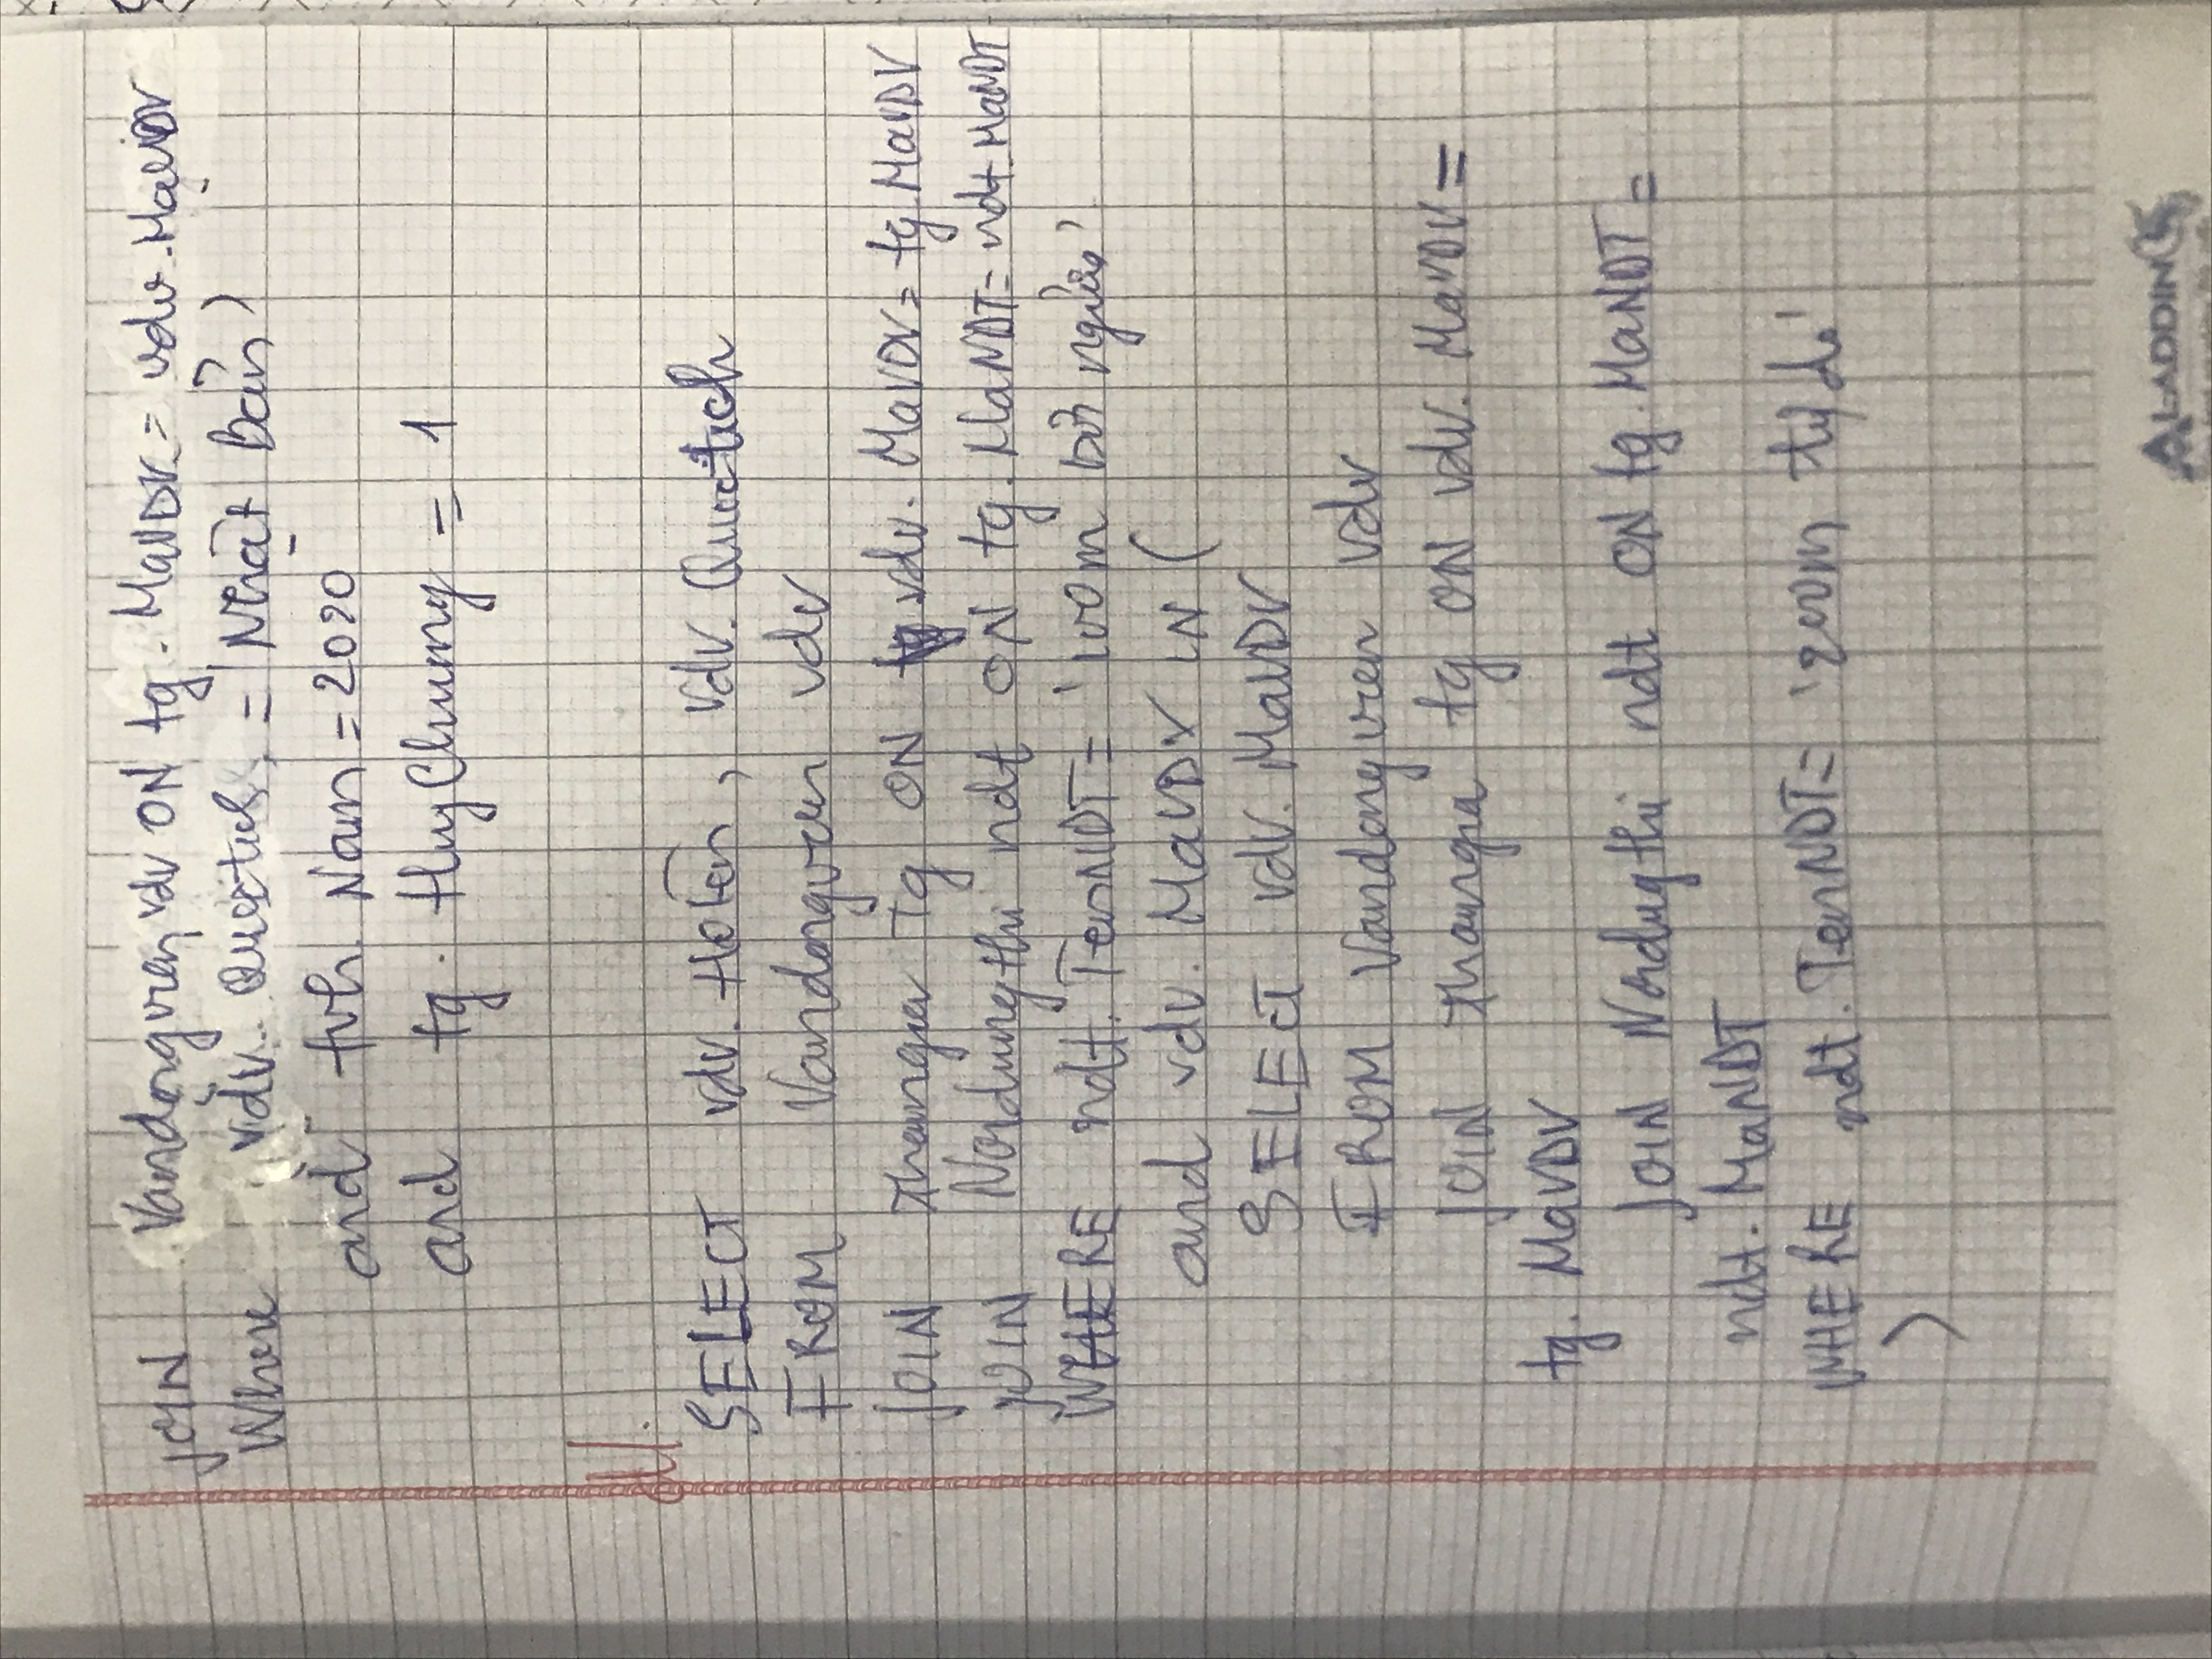 JOIN Vandongvien vdv ON tg. MaVDV = vdv. MaVDV
Where vdv. Quoctich = 'Nhật Bản'
and tvh. Nam = 2020
and tg. HuyChuong = 1
d/.
SELECT vdv. Hoten, vdv. Quoctich
FROM Vandongvien vdv
JOIN thamgia tg ON vdv. MaVDV = tg. MaVDV
JOIN Noidungthi ndt ON tg. MaNDT = ndt. MaNDT
WHERE ndt. TenNDT = '100m bơi ngửa'
and vdv. MaVDV IN (
SELECT vdv. MaVDV
FROM Vandongvien vdv
JOIN thamgia tg ON vdv. MaVDV =
tg. MaVDV
JOIN Noidugthi ndt ON tg. MaNDT =
ndt. MaNDT
WHERE ndt. TenNDT = '200m tự do'
)
ALADDIN